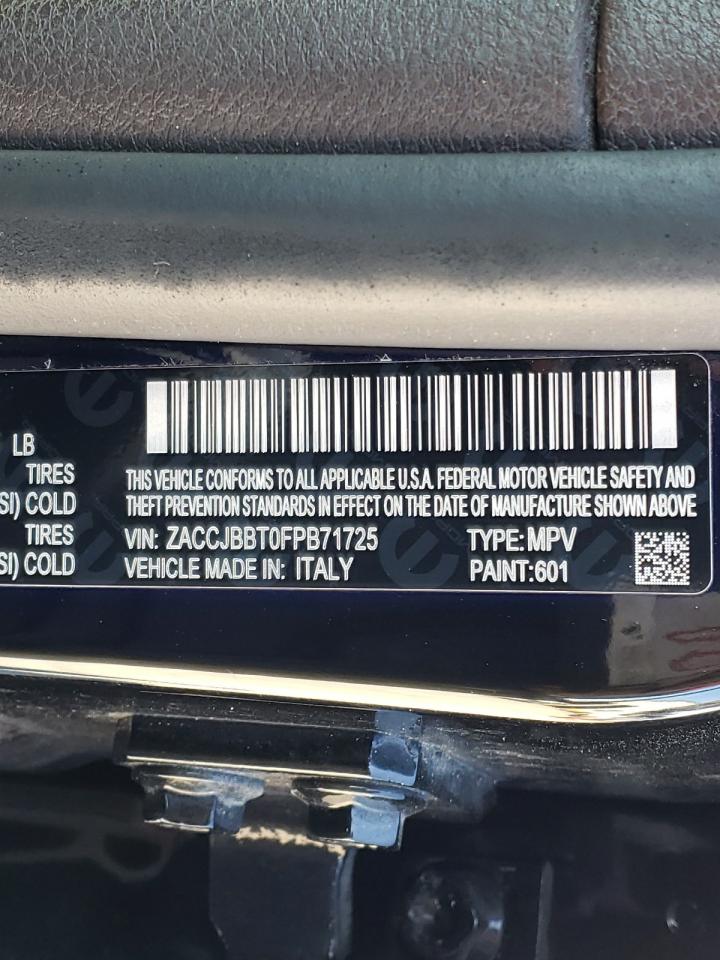 LB
TIRES
SI) COLD
TIRES
SI) COLD
THIS VEHICLE CONFORMS TO ALL APPLICABLE U.S.A. FEDERAL MOTOR VEHICLE SAFETY AND
THEFT PREVENTION STANDARDS IN EFFECT ON THE DATE OF MANUFACTURE SHOWN ABOVE
VIN: ZACCJBBT0FPB71725 TYPE: MPV
VEHICLE MADE IN: ITALY PAINT:601